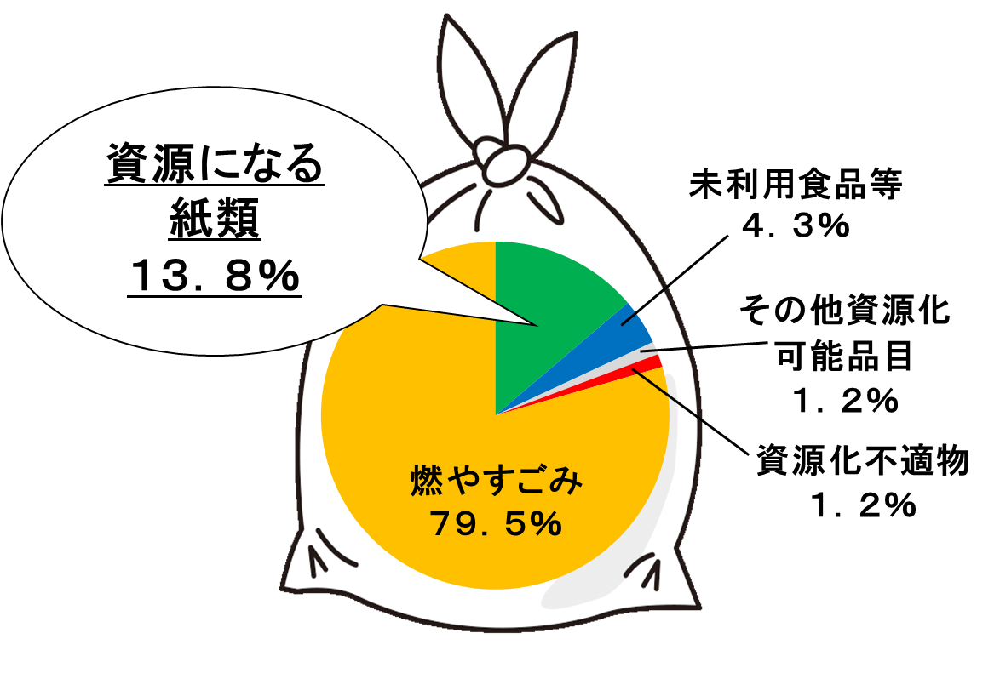 資源になる
紙類
１３．８％
未利用食品等
４．３％
その他資源化
可能品目
１．２％
資源化不適物
１．２％
燃やすごみ
７９．５％